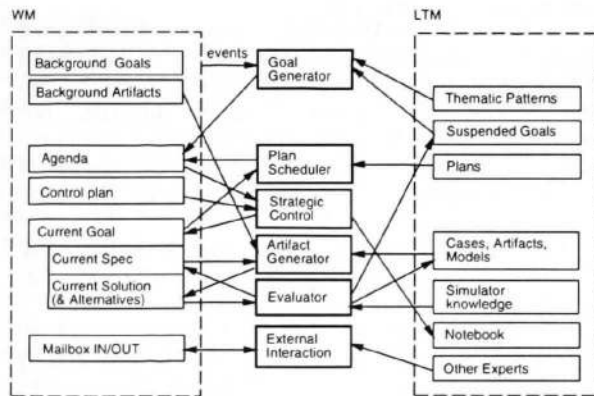 WM
LTM
Background Goals
events
Goal
Generator
Background Artifacts
Thematic Patterns
Suspended Goals
Agenda
Plan
Scheduler
Plans
Control plan
Strategic
Control
Current Goal
Current Spec
Artifact
Generator
Cases, Artifacts,
Models
Current Solution
(& Alternatives)
Evaluator
Simulator
knowledge
Notebook
Mailbox IN/OUT
External
Interaction
Other Experts